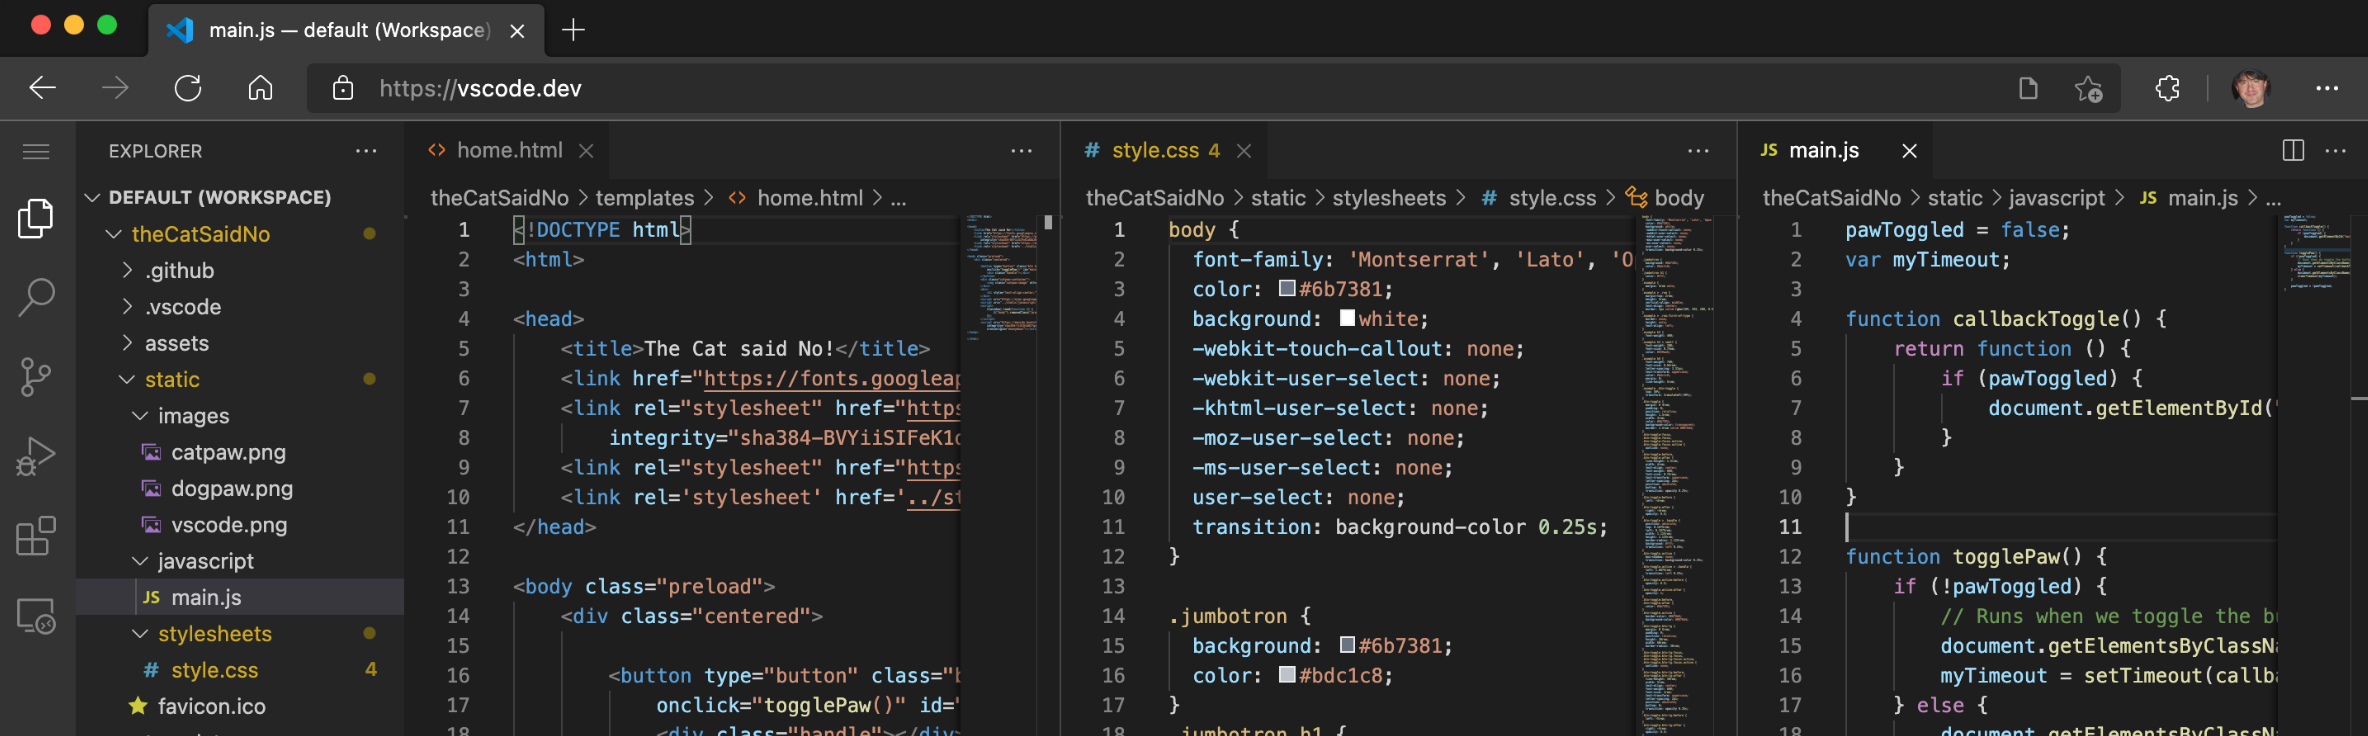 main.js — default (Workspace)
https://vscode.dev
EXPLORER
DEFAULT (WORKSPACE)
theCatSaidNo
.github
.vscode
assets
static
images
catpaw.png
dogpaw.png
vscode.png
javascript
JS main.js
stylesheets
# style.css 4
favicon.ico
<> home.html
theCatSaidNo > templates > <> home.html > ...
1 <!DOCTYPE html>
2 <html>
3
4 <head>
5 <title>The Cat said No!</title>
6 <link href="https://fonts.googleap
7 <link rel="stylesheet" href="https
8 integrity="sha384-BVYiiSIFeK1d
9 <link rel="stylesheet" href="https
10 <link rel='stylesheet' href='../st
11 </head>
12
13 <body class="preload">
14 <div class="centered">
15
16 <button type="button" class="b
17 onclick="togglePaw()" id="
18 <div class="handle"></div
# style.css 4
theCatSaidNo > static > stylesheets > # style.css > body
1 body {
2 font-family: 'Montserrat', 'Lato', 'O
3 color: #6b7381;
4 background: white;
5 -webkit-touch-callout: none;
6 -webkit-user-select: none;
7 -khtml-user-select: none;
8 -moz-user-select: none;
9 -ms-user-select: none;
10 user-select: none;
11 transition: background-color 0.25s;
12 }
13
14 .jumbotron {
15 background: #6b7381;
16 color: #bdc1c8;
17 }
18 .jumbotron h1 {
JS main.js
theCatSaidNo > static > javascript > JS main.js > ...
1 pawToggled = false;
2 var myTimeout;
3
4 function callbackToggle() {
5 return function () {
6 if (pawToggled) {
7 document.getElementById("
8 }
9 }
10 }
11
12 function togglePaw() {
13 if (!pawToggled) {
14 // Runs when we toggle the bu
15 document.getElementsByClassNa
16 myTimeout = setTimeout(callba
17 } else {
18 document.getElementsByClassNa